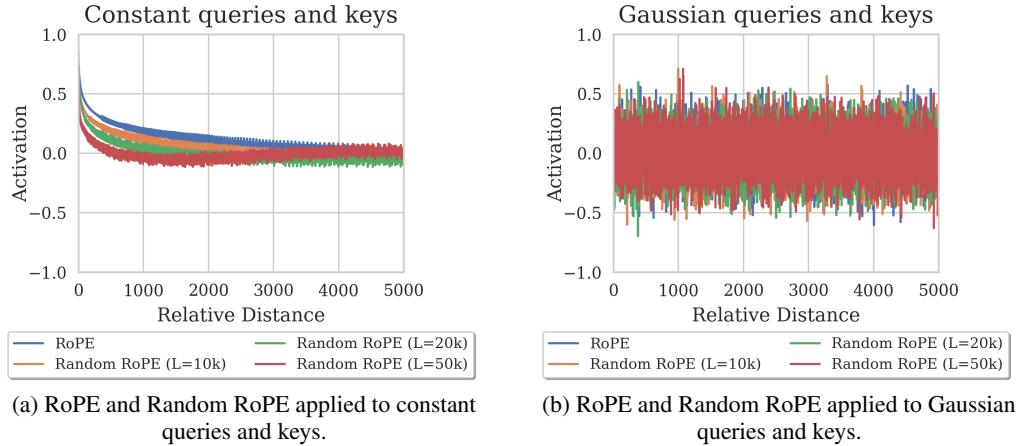 Constant queries and keys
1.0
0.5
0.0
−0.5
−1.0
Activation
0 1000 2000 3000 4000 5000
Relative Distance
RoPE
Random RoPE (L=10k)
Random RoPE (L=20k)
Random RoPE (L=50k)
(a) RoPE and Random RoPE applied to constant
queries and keys.
Gaussian queries and keys
1.0
0.5
0.0
−0.5
−1.0
Activation
0 1000 2000 3000 4000 5000
Relative Distance
RoPE
Random RoPE (L=10k)
Random RoPE (L=20k)
Random RoPE (L=50k)
(b) RoPE and Random RoPE applied to Gaussian
queries and keys.